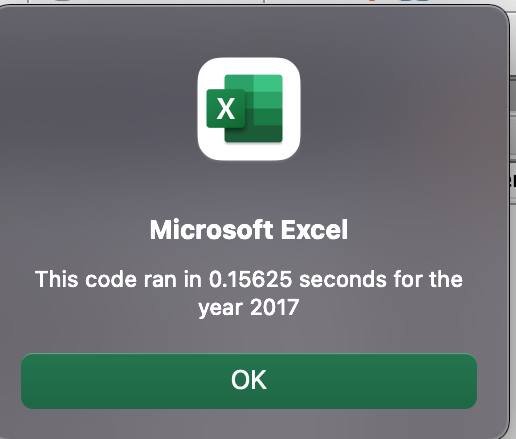 X
Microsoft Excel
This code ran in 0.15625 seconds for the
year 2017
OK